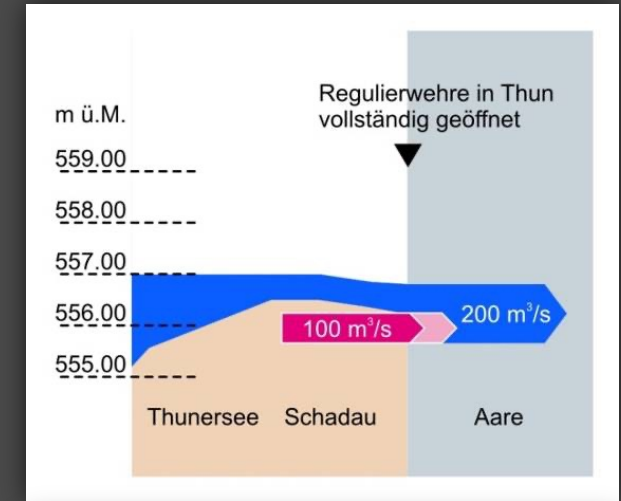 Regulierwehre in Thun
vollständig geöffnet
m ü.M.
559.00
558.00
557.00
556.00
555.00
100 m³/s
200 m³/s
Thunersee
Schadau
Aare